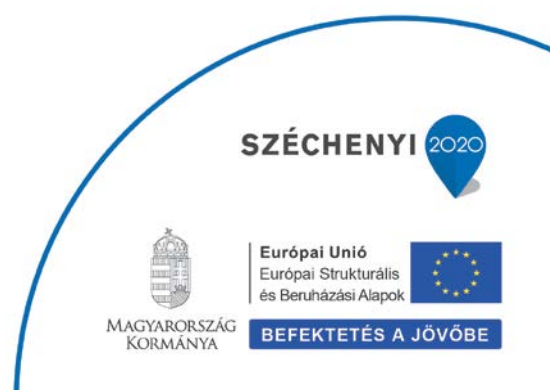 SZÉCHENYI 2020
Európai Unió
Európai Strukturális
és Beruházási Alapok
MAGYARORSZÁG
KORMÁNYA
BEFEKTETÉS A JÖVŐBE